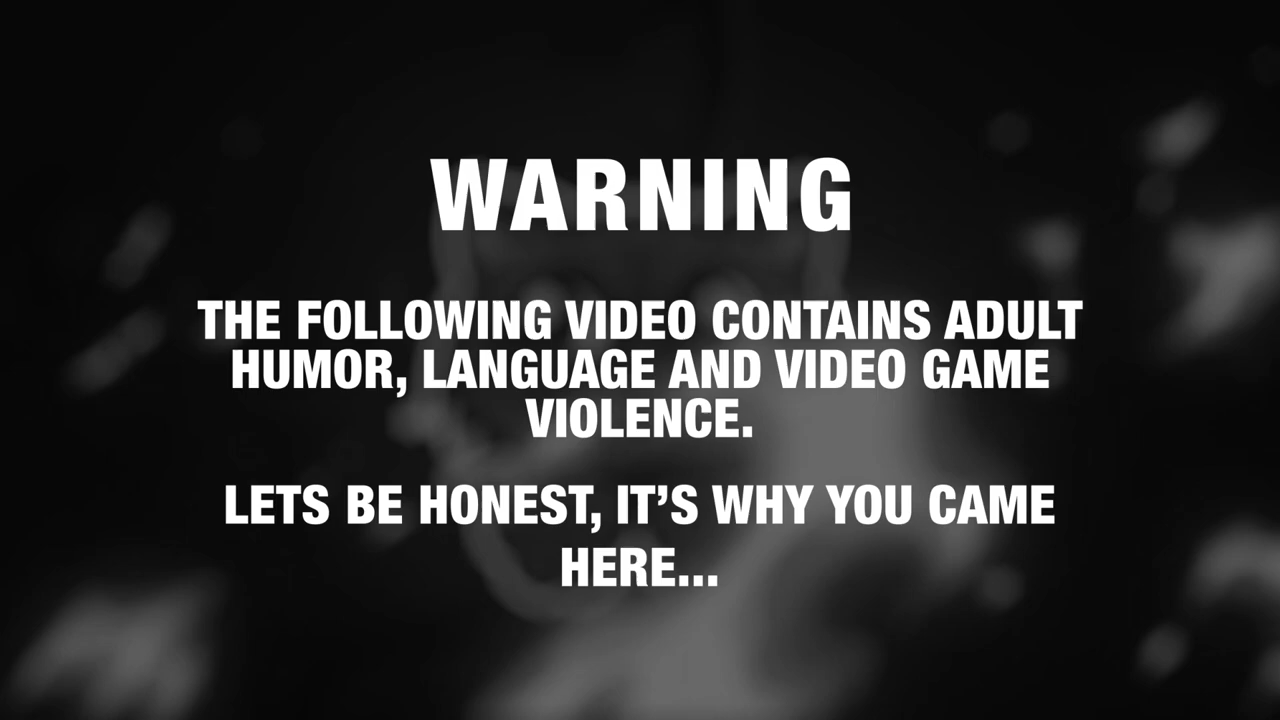 WARNING
THE FOLLOWING VIDEO CONTAINS ADULT
HUMOR, LANGUAGE AND VIDEO GAME
VIOLENCE.
LETS BE HONEST, IT’S WHY YOU CAME
HERE...